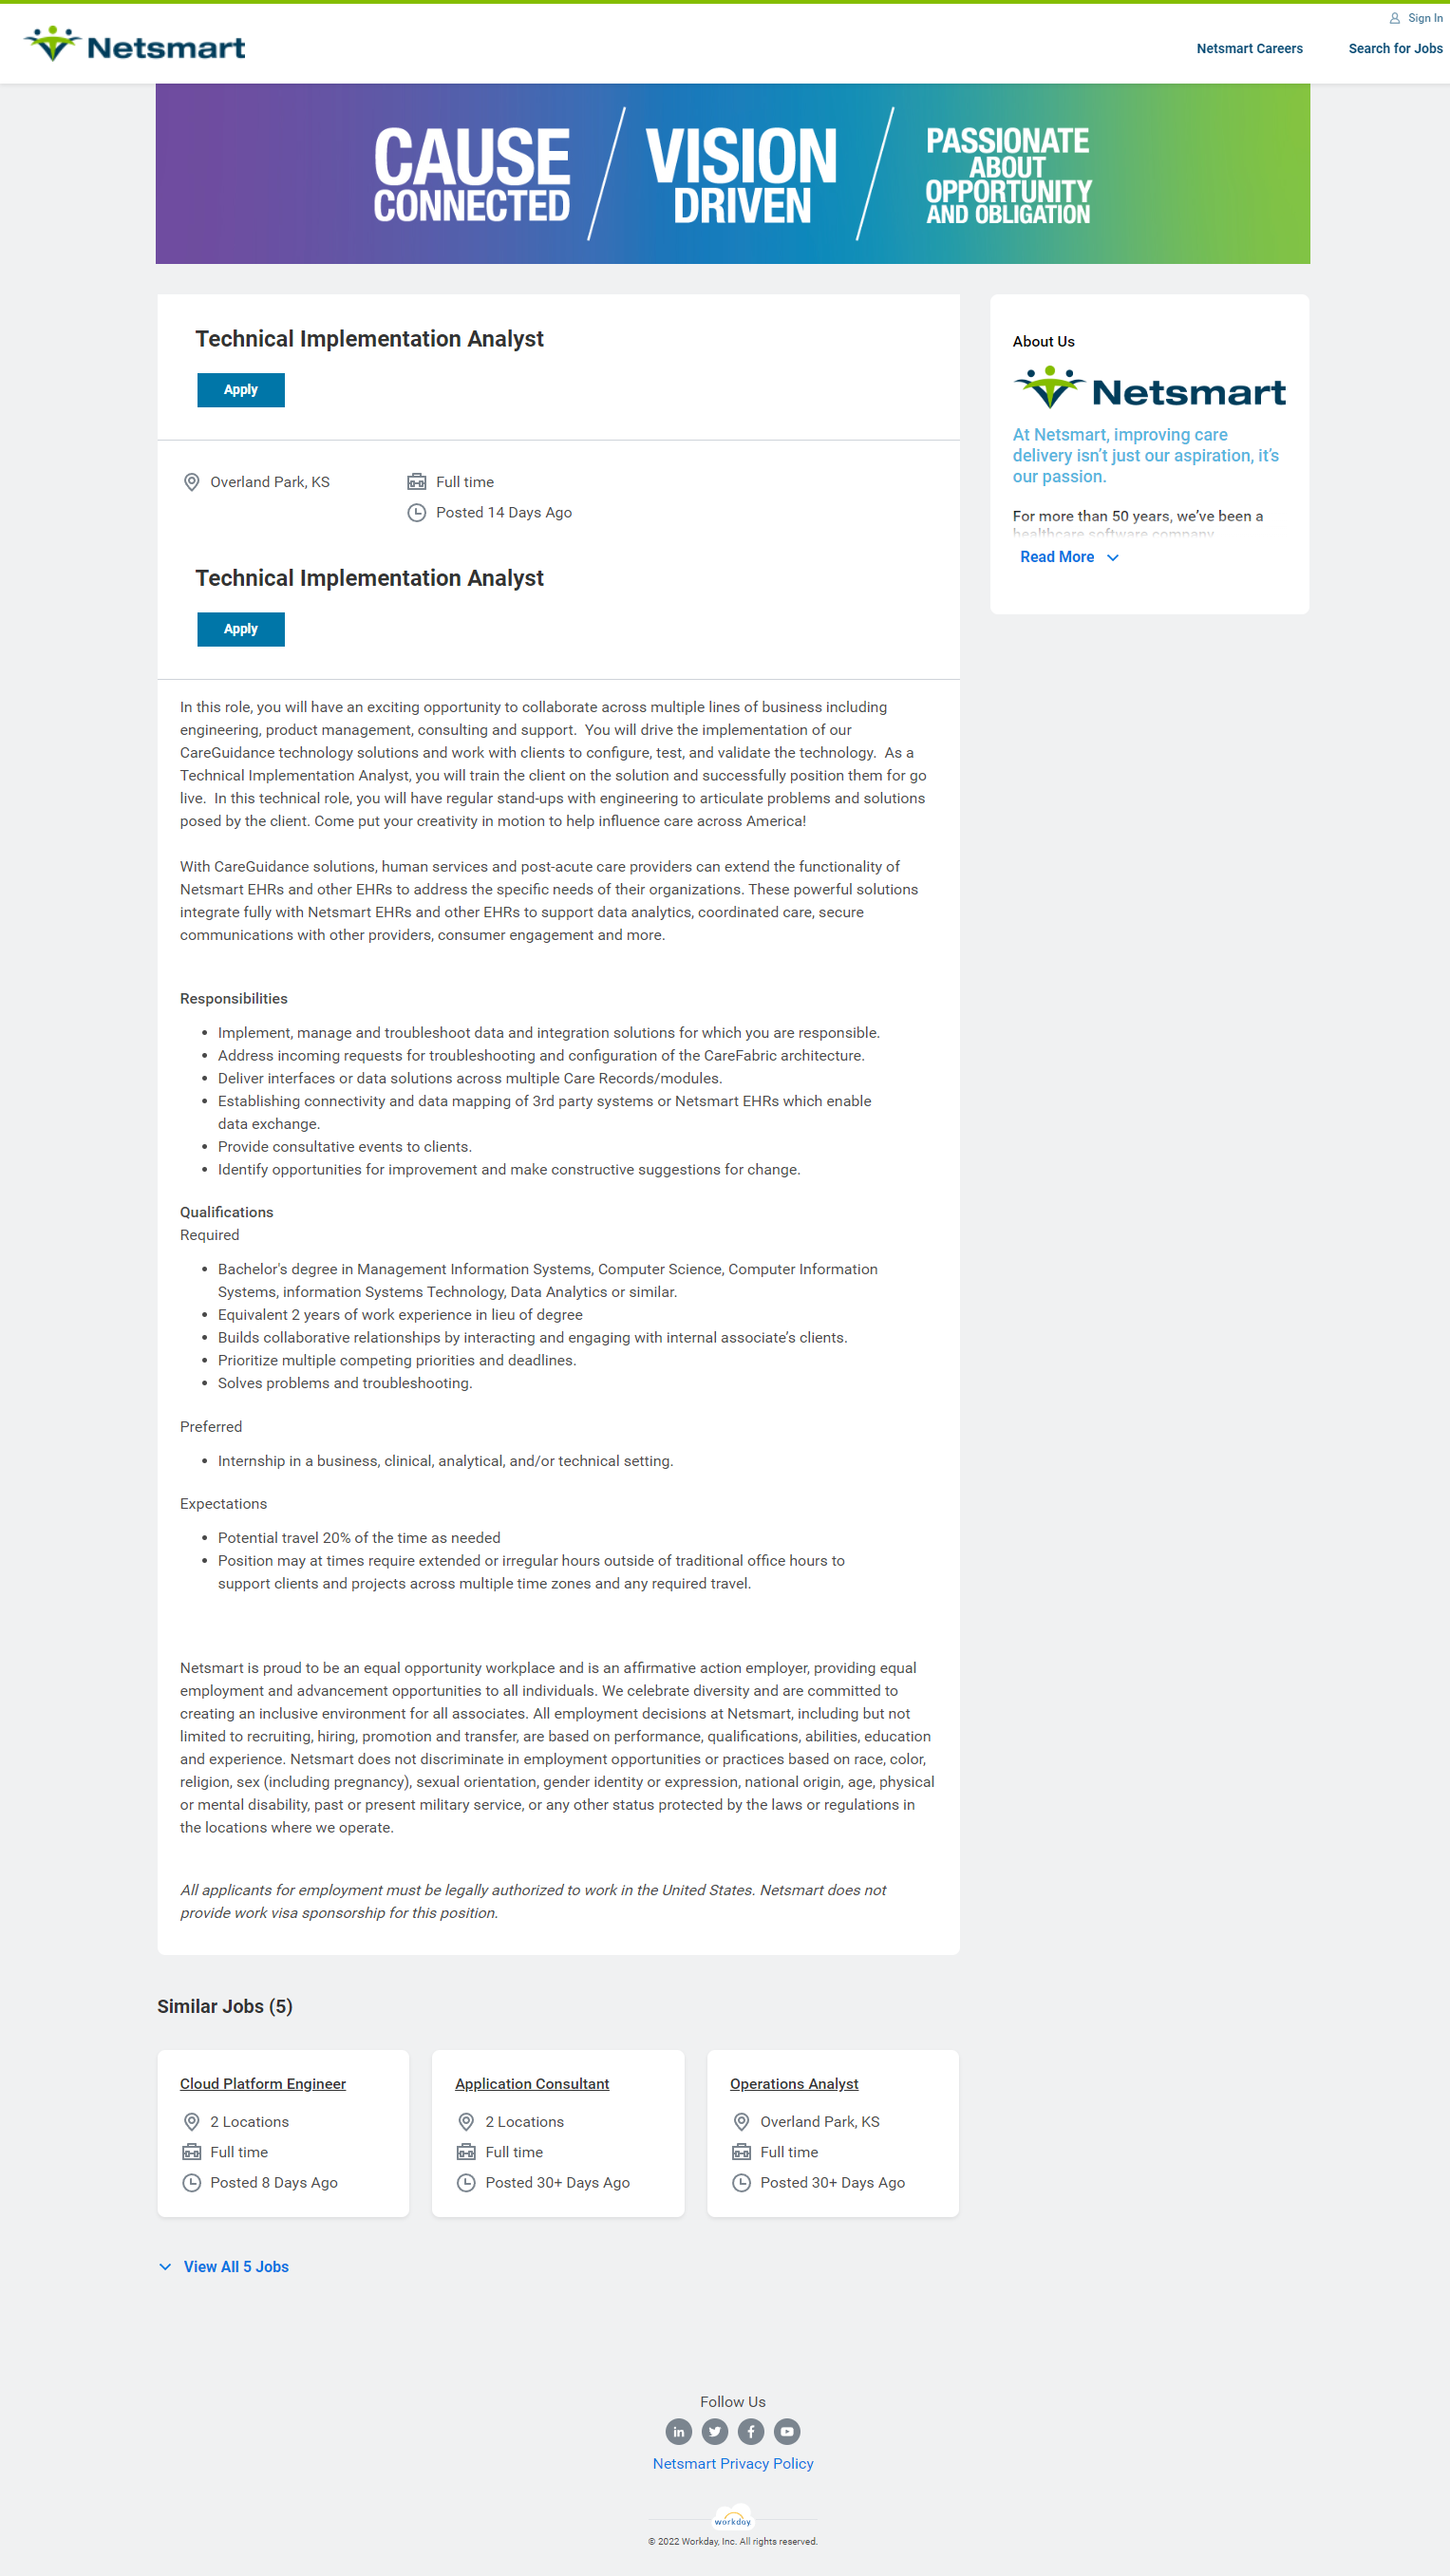 Sign In
Netsmart
Netsmart Careers
Search for Jobs
CAUSE
CONNECTED
VISION
DRIVEN
PASSIONATE
ABOUT
OPPORTUNITY
AND OBLIGATION
Technical Implementation Analyst
Apply
Overland Park, KS
Full time
Posted 14 Days Ago
About Us
Netsmart
At Netsmart, improving care
delivery isn’t just our aspiration, it’s
our passion.
For more than 50 years, we’ve been a
healthcare software company
Read More
Technical Implementation Analyst
Apply
In this role, you will have an exciting opportunity to collaborate across multiple lines of business including
engineering, product management, consulting and support.  You will drive the implementation of our
CareGuidance technology solutions and work with clients to configure, test, and validate the technology.  As a
Technical Implementation Analyst, you will train the client on the solution and successfully position them for go
live.  In this technical role, you will have regular stand-ups with engineering to articulate problems and solutions
posed by the client. Come put your creativity in motion to help influence care across America!
With CareGuidance solutions, human services and post-acute care providers can extend the functionality of
Netsmart EHRs and other EHRs to address the specific needs of their organizations. These powerful solutions
integrate fully with Netsmart EHRs and other EHRs to support data analytics, coordinated care, secure
communications with other providers, consumer engagement and more.
Responsibilities
• Implement, manage and troubleshoot data and integration solutions for which you are responsible.
• Address incoming requests for troubleshooting and configuration of the CareFabric architecture.
• Deliver interfaces or data solutions across multiple Care Records/modules.
• Establishing connectivity and data mapping of 3rd party systems or Netsmart EHRs which enable
data exchange.
• Provide consultative events to clients.
• Identify opportunities for improvement and make constructive suggestions for change.
Qualifications
Required
• Bachelor's degree in Management Information Systems, Computer Science, Computer Information
Systems, information Systems Technology, Data Analytics or similar.
• Equivalent 2 years of work experience in lieu of degree
• Builds collaborative relationships by interacting and engaging with internal associate’s clients.
• Prioritize multiple competing priorities and deadlines.
• Solves problems and troubleshooting.
Preferred
• Internship in a business, clinical, analytical, and/or technical setting.
Expectations
• Potential travel 20% of the time as needed
• Position may at times require extended or irregular hours outside of traditional office hours to
support clients and projects across multiple time zones and any required travel.
Netsmart is proud to be an equal opportunity workplace and is an affirmative action employer, providing equal
employment and advancement opportunities to all individuals. We celebrate diversity and are committed to
creating an inclusive environment for all associates. All employment decisions at Netsmart, including but not
limited to recruiting, hiring, promotion and transfer, are based on performance, qualifications, abilities, education
and experience. Netsmart does not discriminate in employment opportunities or practices based on race, color,
religion, sex (including pregnancy), sexual orientation, gender identity or expression, national origin, age, physical
or mental disability, past or present military service, or any other status protected by the laws or regulations in
the locations where we operate.
All applicants for employment must be legally authorized to work in the United States. Netsmart does not
provide work visa sponsorship for this position.
Similar Jobs (5)
Cloud Platform Engineer
2 Locations
Full time
Posted 8 Days Ago
Application Consultant
2 Locations
Full time
Posted 30+ Days Ago
Operations Analyst
Overland Park, KS
Full time
Posted 30+ Days Ago
View All 5 Jobs
Follow Us
Netsmart Privacy Policy
workday.
© 2022 Workday, Inc. All rights reserved.